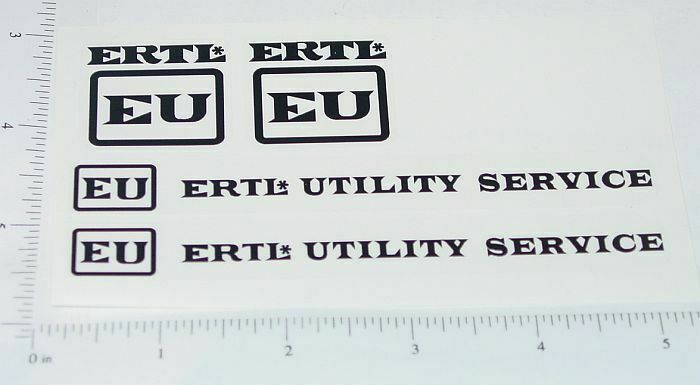 ERTL* ERTL*
EU EU
EU ERTL* UTILITY SERVICE
EU ERTL* UTILITY SERVICE
3
4
5
0 in 1 2 3 4 5